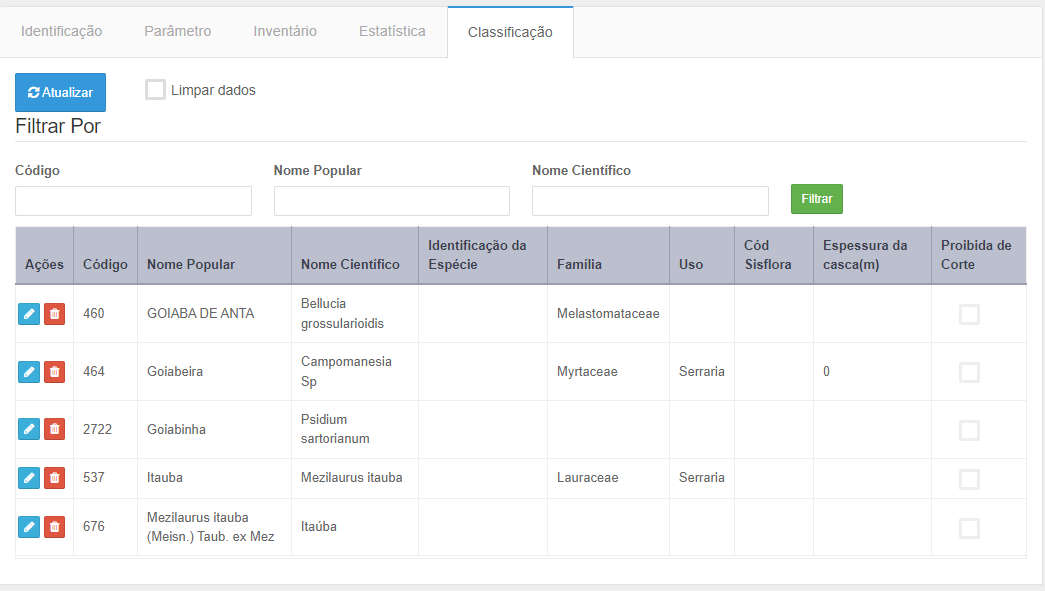 Identificação Parâmetro Inventário Estatística Classificação
Atualizar Limpar dados
Filtrar Por
Código Nome Popular Nome Científico
Filtrar
Ações Código Nome Popular Nome Científico Identificação da Espécie Família Uso Cód Sisflora Espessura da casca(m) Proibida de Corte
460 GOIABA DE ANTA Bellucia grossularioidis Melastomataceae
464 Goiabeira Campomanesia Sp Myrtaceae Serraria 0
2722 Goiabinha Psidium sartorianum
537 Itauba Mezilaurus itauba Lauraceae Serraria
676 Mezilaurus itauba (Meisn.) Taub. ex Mez Itaúba